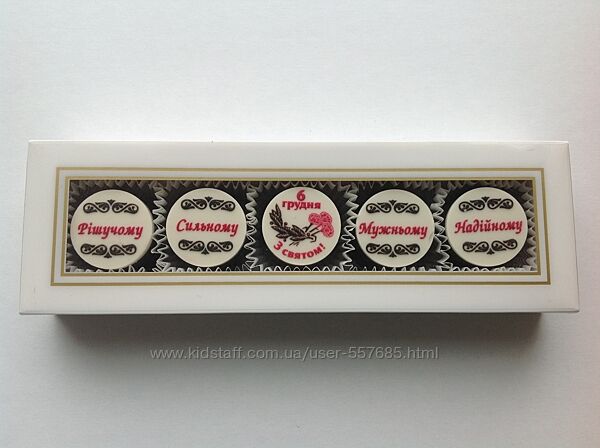 Рішучому
Сильному
6
грудня
З святом!
Мужньому
Надійному
www.kidstaff.com.ua/user-557685.html